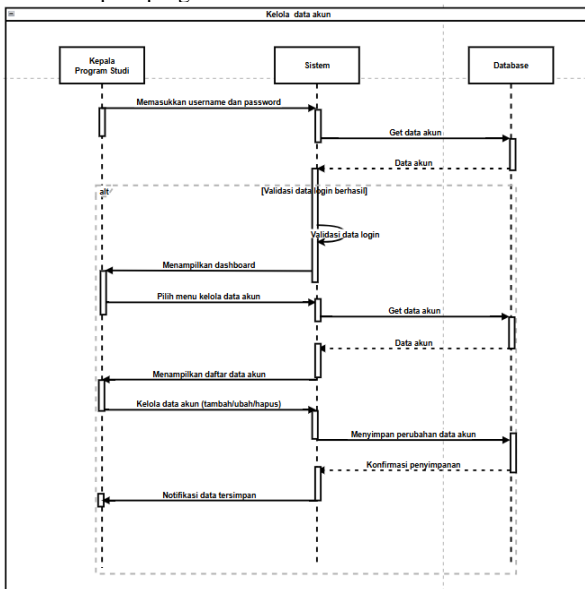 Kelola data akun
Kepala
Program Studi
Sistem
Database
Memasukkan username dan password
Get data akun
Data akun
alt
[Validasi data login berhasil]
Validasi data login
Menampilkan dashboard
Pilih menu kelola data akun
Get data akun
Data akun
Menampilkan daftar data akun
Kelola data akun (tambah/ubah/hapus)
Menyimpan perubahan data akun
Konfirmasi penyimpanan
Notifikasi data tersimpan